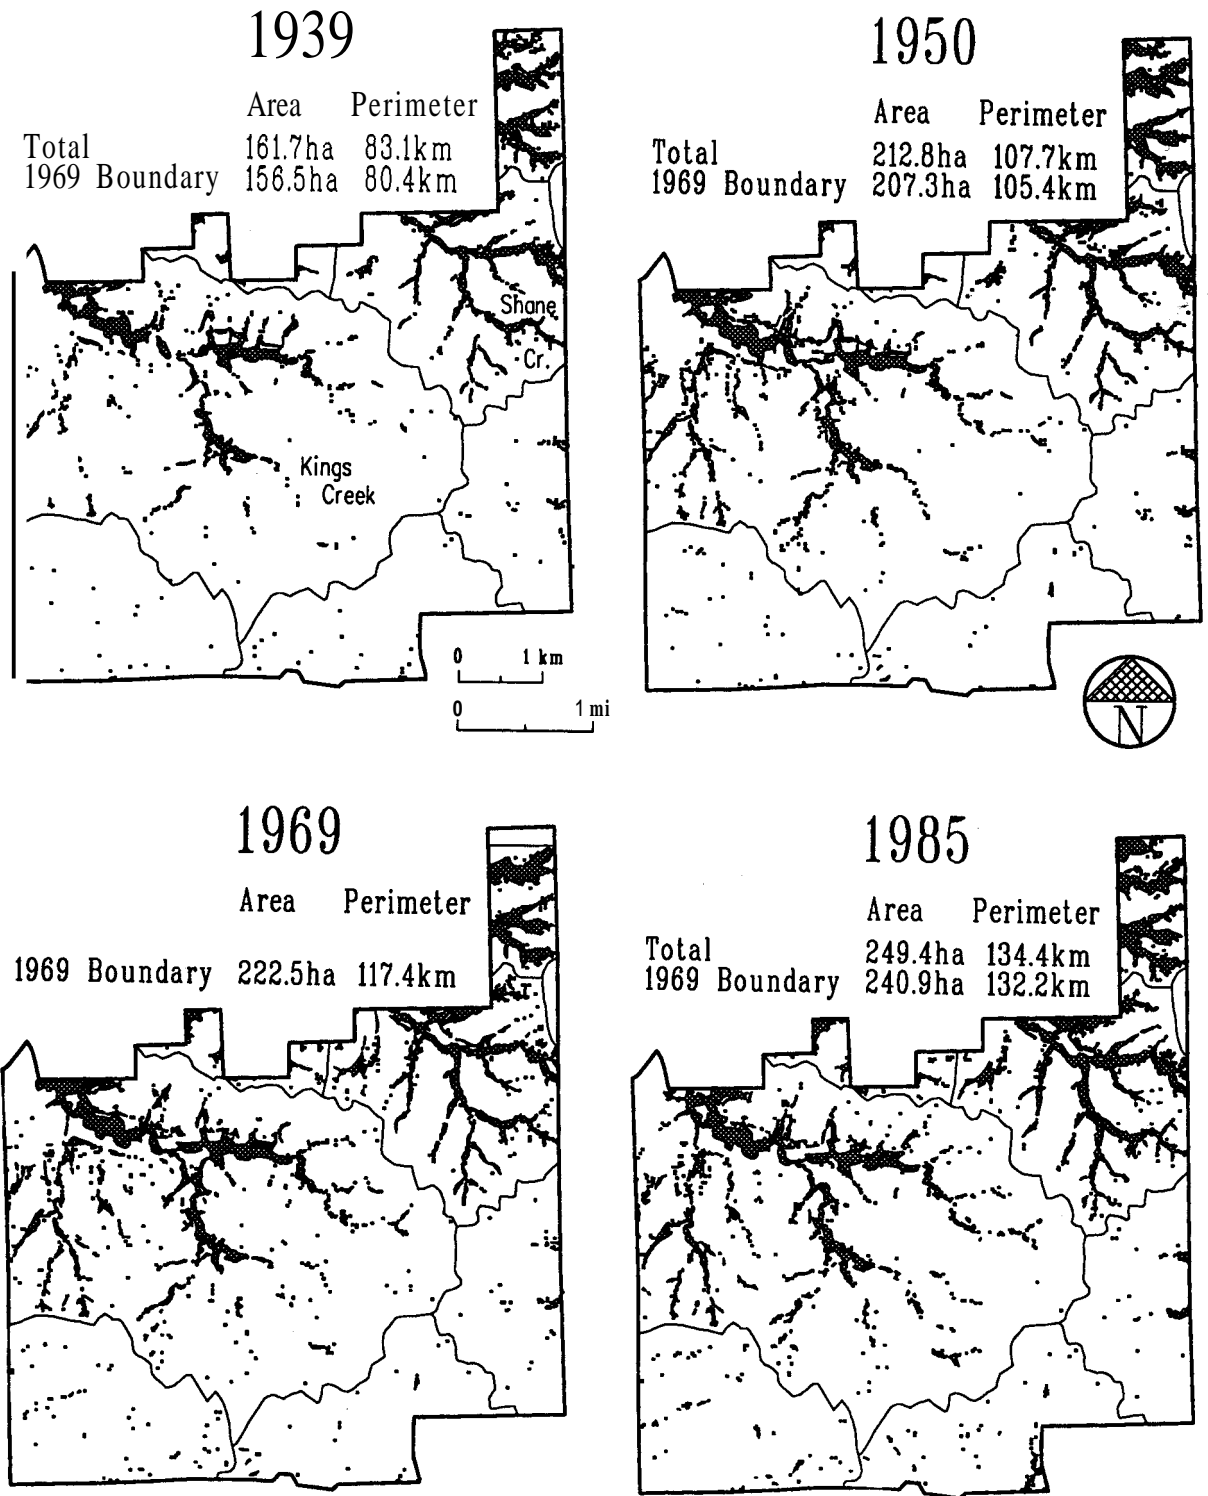 1939
Area Perimeter
Total 161.7ha 83.1km
1969 Boundary 156.5ha 80.4km
Shane
Cr.
Kings
Creek
0 1 km
0 1 mi
1950
Area Perimeter
Total 212.8ha 107.7km
1969 Boundary 207.3ha 105.4km
N
1969
Area Perimeter
1969 Boundary 222.5ha 117.4km
1985
Area Perimeter
Total 249.4ha 134.4km
1969 Boundary 240.9ha 132.2km